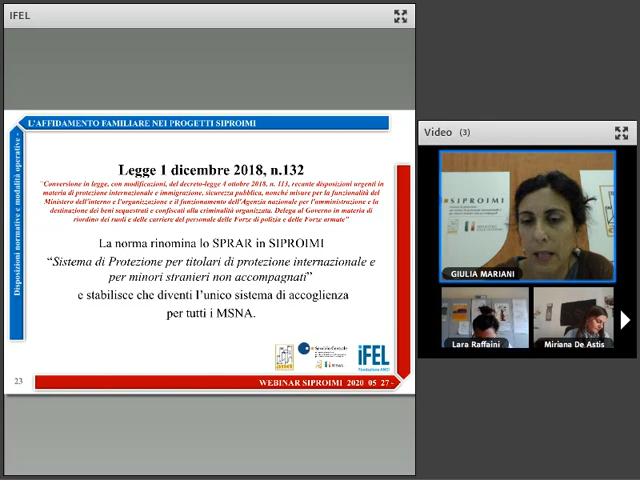 IFEL
L'AFFIDAMENTO FAMILIARE NEI PROGETTI SIPROIMI
Disposizioni normative e modalità operative -
Legge 1 dicembre 2018, n.132
"Conversione in legge, con modificazioni, del decreto-legge 4 ottobre 2018, n. 113, recante disposizioni urgenti in
materia di protezione internazionale e immigrazione, sicurezza pubblica, nonché misure per la funzionalità del
Ministero dell'interno e l'organizzazione e il funzionamento dell'Agenzia nazionale per l'amministrazione e la
destinazione dei beni sequestrati e confiscati alla criminalità organizzata. Delega al Governo in materia di
riordino dei ruoli e delle carriere del personale delle Forze di polizia e delle Forze armate"
La norma rinomina lo SPRAR in SIPROIMI
"Sistema di Protezione per titolari di protezione internazionale e
per minori stranieri non accompagnati"
e stabilisce che diventi l'unico sistema di accoglienza
per tutti i MSNA.
Servizio Centrale
iFEL
Fondazione ANCI
23
WEBINAR SIPROIMI 2020 05 27 -
Video (3)
SIPROIMI
GIULIA MARIANI
Lara Raffaini
Miriana De Astis